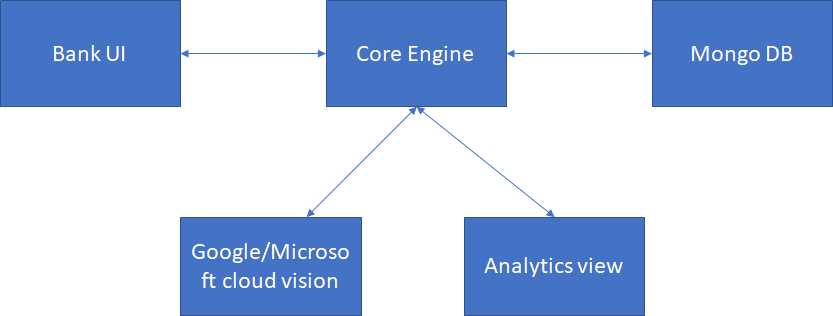 Bank UI
Core Engine
Mongo DB
Google/Microso
ft cloud vision
Analytics view